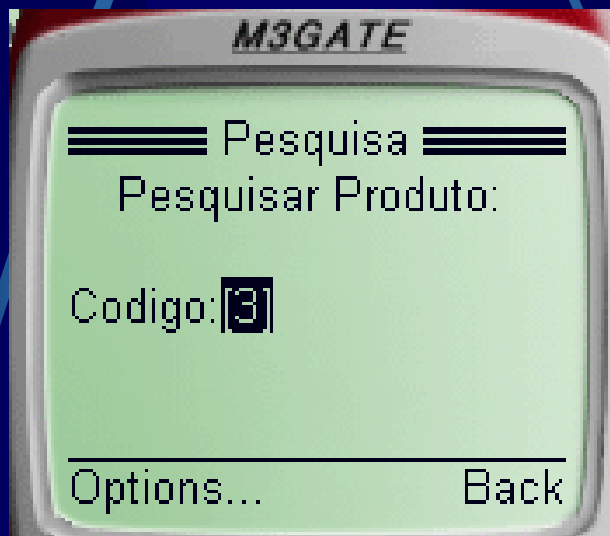 M3GATE
Pesquisa
Pesquisar Produto:
Codigo:[3]
Options... Back